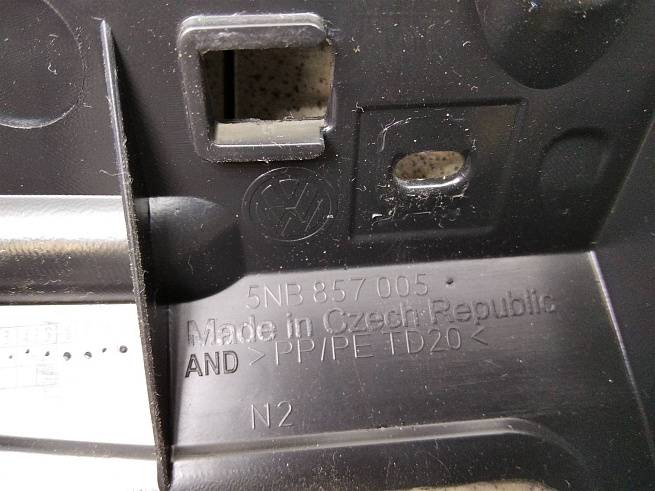 5NB 857 005
Made in Czech Republic
AND >PP/PE TD20<
N2